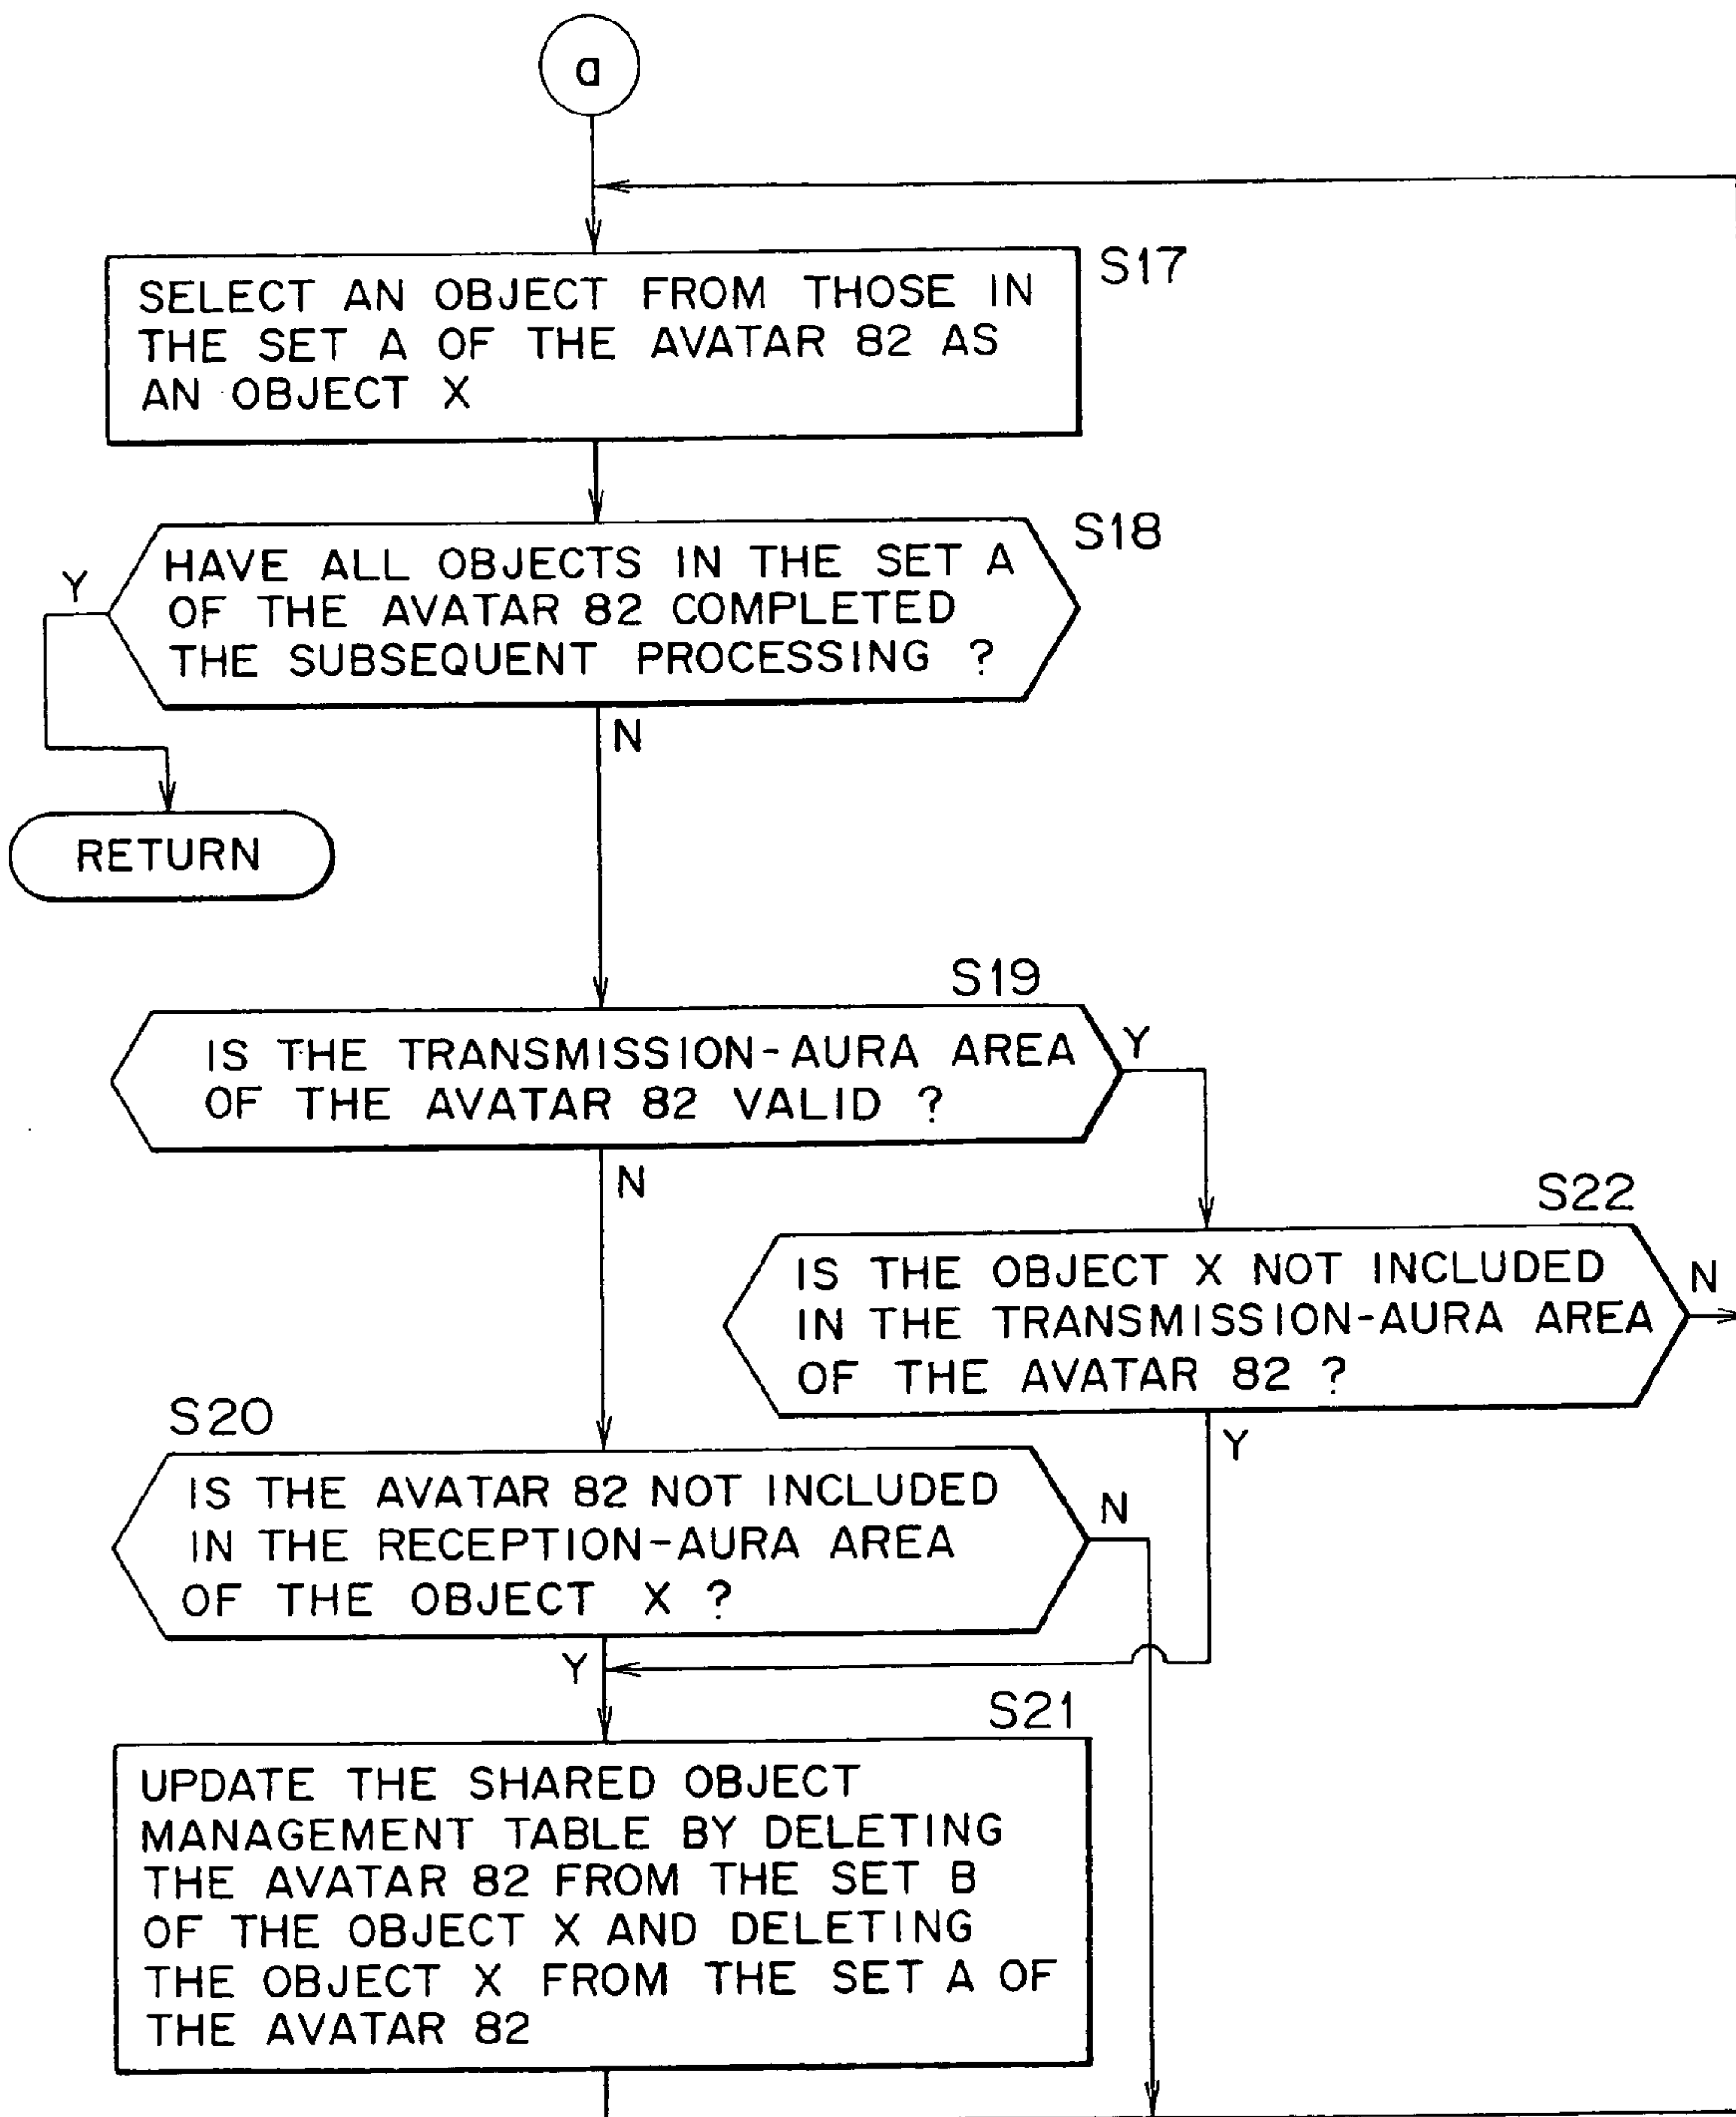 a
S17
SELECT AN OBJECT FROM THOSE IN
THE SET A OF THE AVATAR 82 AS
AN OBJECT X
S18
HAVE ALL OBJECTS IN THE SET A
OF THE AVATAR 82 COMPLETED
THE SUBSEQUENT PROCESSING ?
Y
N
RETURN
S19
IS THE TRANSMISSION-AURA AREA
OF THE AVATAR 82 VALID ?
Y
N
S22
IS THE OBJECT X NOT INCLUDED
IN THE TRANSMISSION-AURA AREA
OF THE AVATAR 82 ?
N
Y
S20
IS THE AVATAR 82 NOT INCLUDED
IN THE RECEPTION-AURA AREA
OF THE OBJECT X ?
N
Y
S21
UPDATE THE SHARED OBJECT
MANAGEMENT TABLE BY DELETING
THE AVATAR 82 FROM THE SET B
OF THE OBJECT X AND DELETING
THE OBJECT X FROM THE SET A OF
THE AVATAR 82